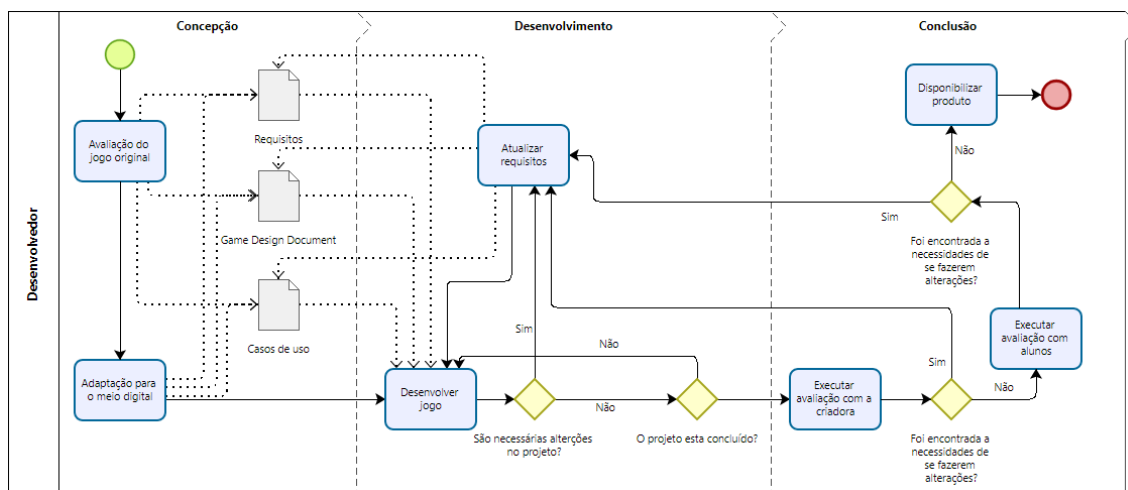 Concepção
Desenvolvimento
Conclusão
Desenvolvedor
Avaliação do
jogo original
Adaptação para
o meio digital
Requisitos
Game Design Document
Casos de uso
Atualizar
requisitos
Desenvolver
jogo
Sim
Não
São necessárias alterções
no projeto?
Não
O projeto esta concluído?
Executar
avaliação com a
criadora
Sim
Não
Foi encontrada a
necessidades de
se fazerem
alterações?
Executar
avaliação com
alunos
Foi encontrada a
necessidades de
se fazerem
alterações?
Sim
Não
Disponibilizar
produto